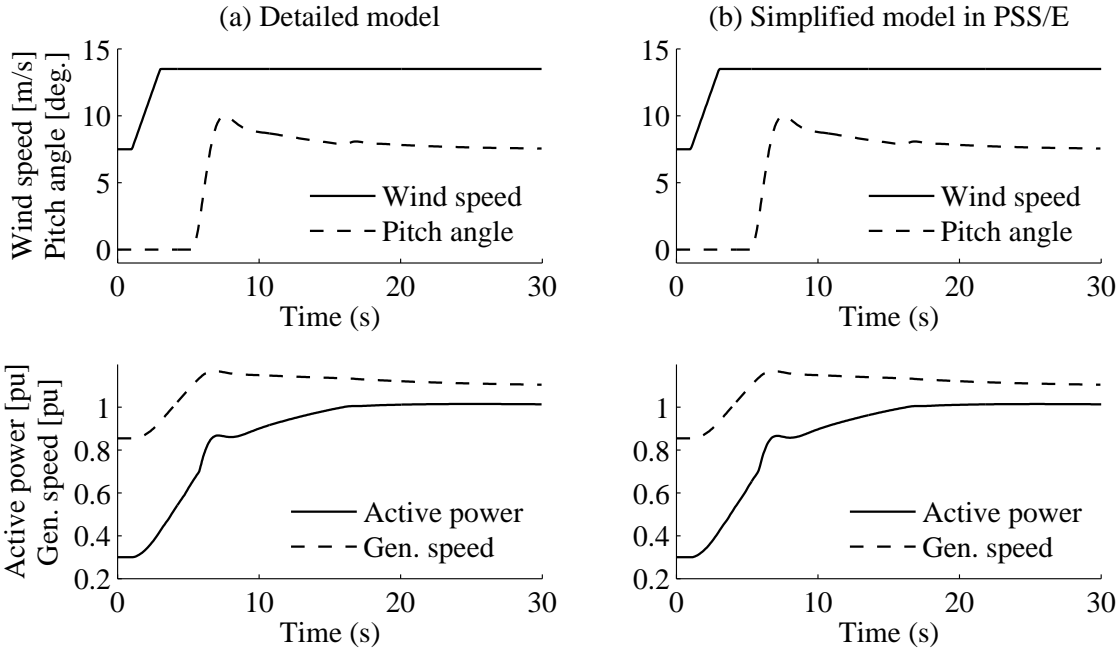 (a) Detailed model
Wind speed [m/s]
Pitch angle [deg.]
15
10
5
0
Wind speed
Pitch angle
0 10 20 30
Time (s)
(b) Simplified model in PSS/E
15
10
5
0
Wind speed
Pitch angle
0 10 20 30
Time (s)
Active power [pu]
Gen. speed [pu]
1
0.8
0.6
0.4
0.2
Active power
Gen. speed
0 10 20 30
Time (s)
1
0.8
0.6
0.4
0.2
Active power
Gen. speed
0 10 20 30
Time (s)